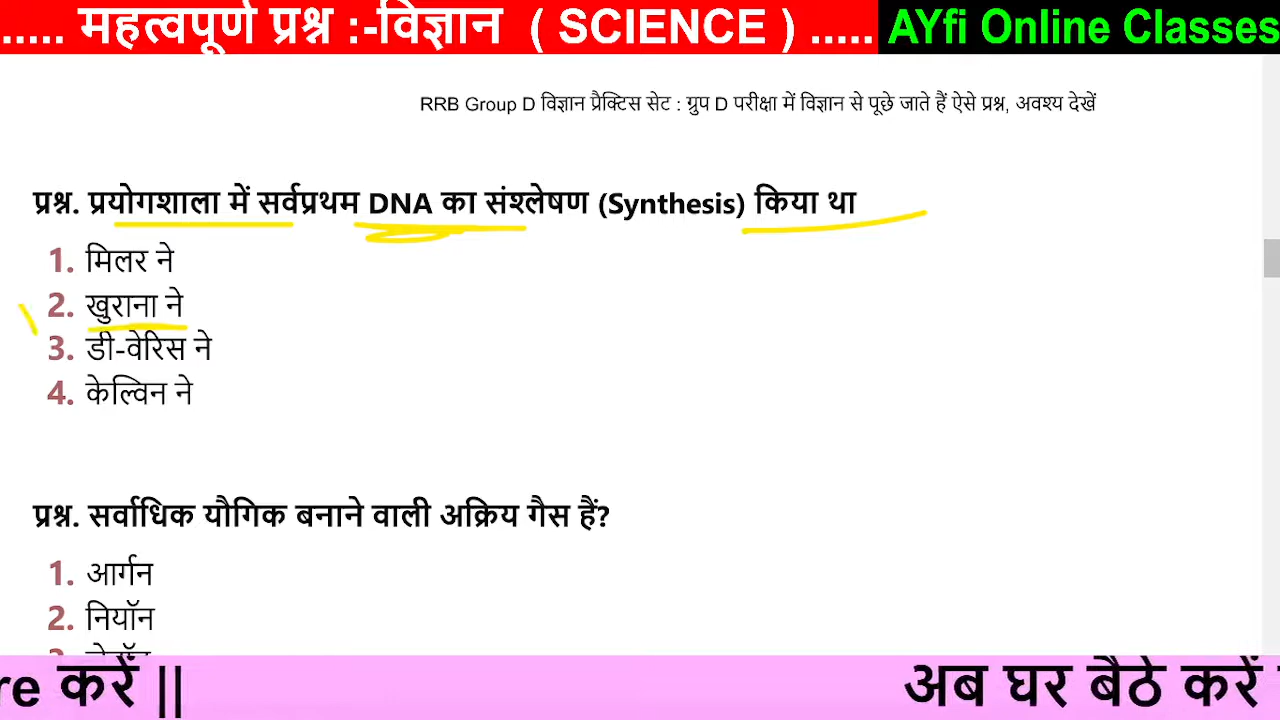 ..... महत्वपूर्ण प्रश्न :-विज्ञान ( SCIENCE ) ..... AYfi Online Classes
RRB Group D विज्ञान प्रैक्टिस सेट : ग्रुप D परीक्षा में विज्ञान से पूछे जाते हैं ऐसे प्रश्न, अवश्य देखें
प्रश्न. प्रयोगशाला में सर्वप्रथम DNA का संश्लेषण (Synthesis) किया था
1. मिलर ने
2. खुराना ने
3. डी-वेरिस ने
4. केल्विन ने
प्रश्न. सर्वाधिक यौगिक बनाने वाली अक्रिय गैस हैं?
1. आर्गन
2. नियॉन
re करें || अब घर बैठे करें